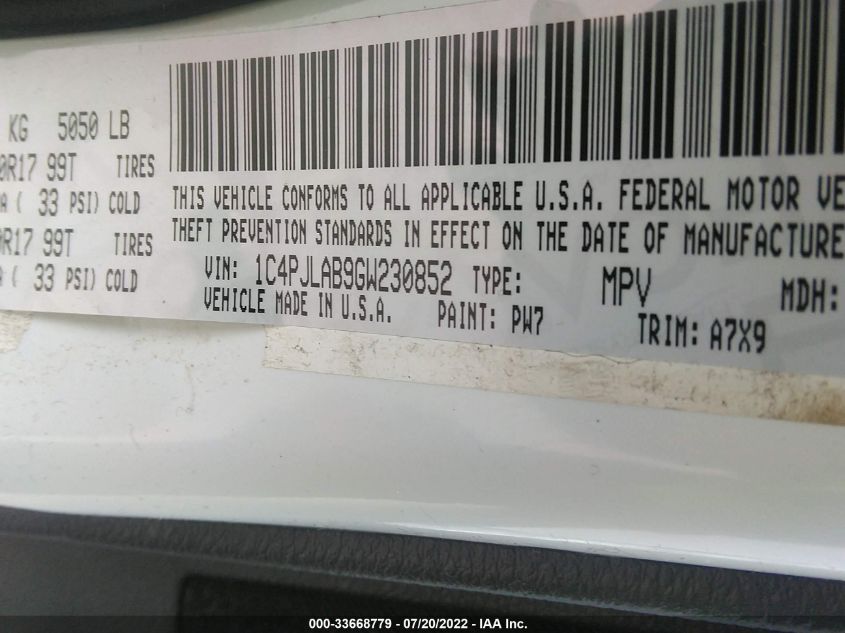 KG 5050 LB
0R17 99T TIRES
A ( 33 PSI) COLD
0R17 99T TIRES
A ( 33 PSI) COLD
THIS VEHICLE CONFORMS TO ALL APPLICABLE U.S.A. FEDERAL MOTOR VE
THEFT PREVENTION STANDARDS IN EFFECT ON THE DATE OF MANUFACTURE
VIN: 1C4PJLAB9GW230852 TYPE: MPV MDH:
VEHICLE MADE IN U.S.A. PAINT: PW7 TRIM: A7X9
000-33668779 / 07/20/2022 - IAA Inc.